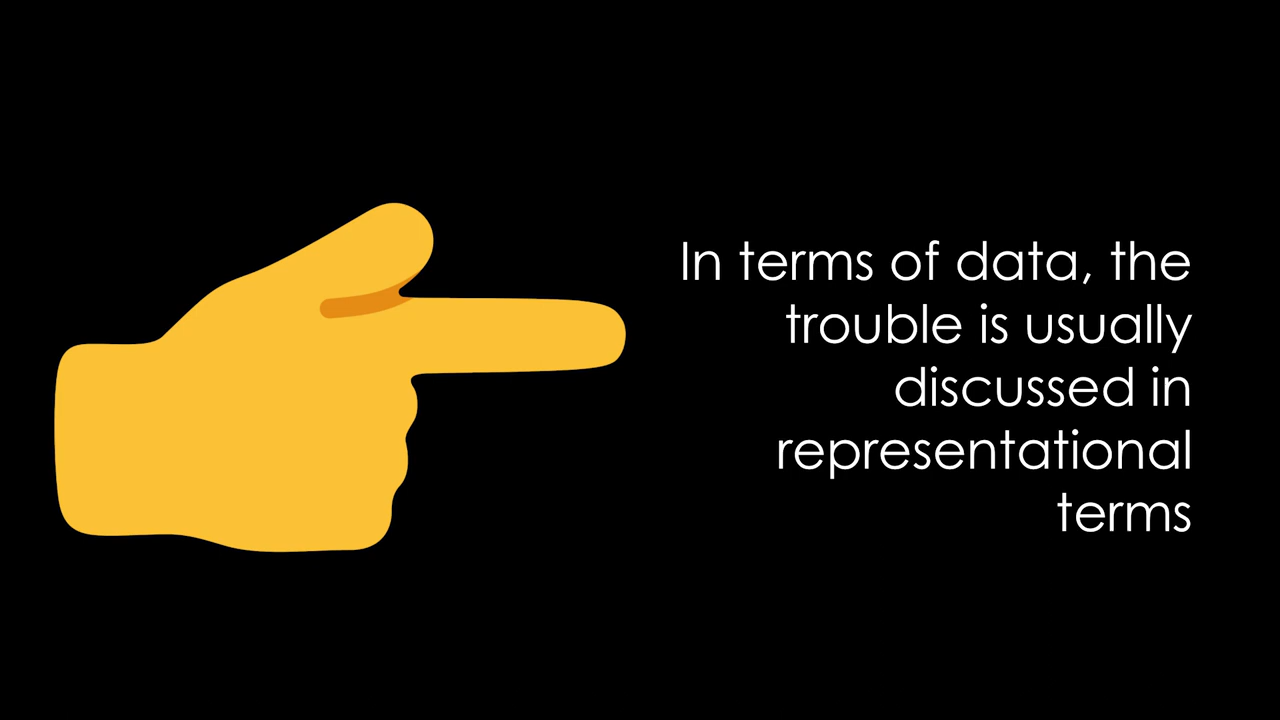 In terms of data, the
trouble is usually
discussed in
representational
terms